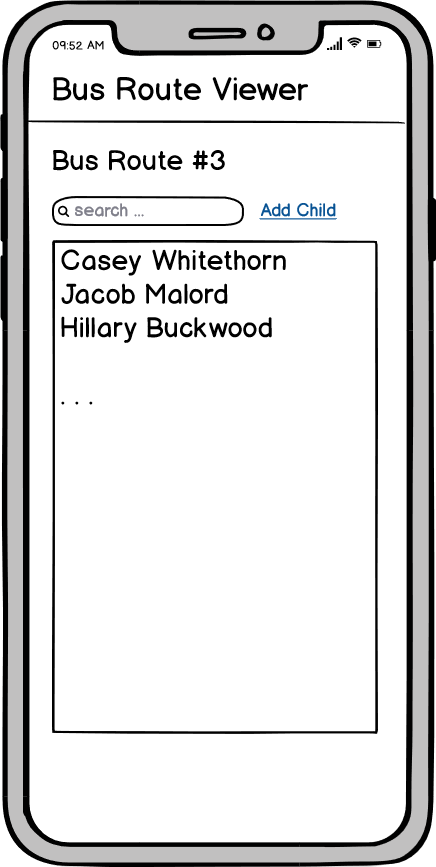 09:52 AM
Bus Route Viewer
Bus Route #3
search ...
Add Child
Casey Whitethorn
Jacob Malord
Hillary Buckwood
. . .